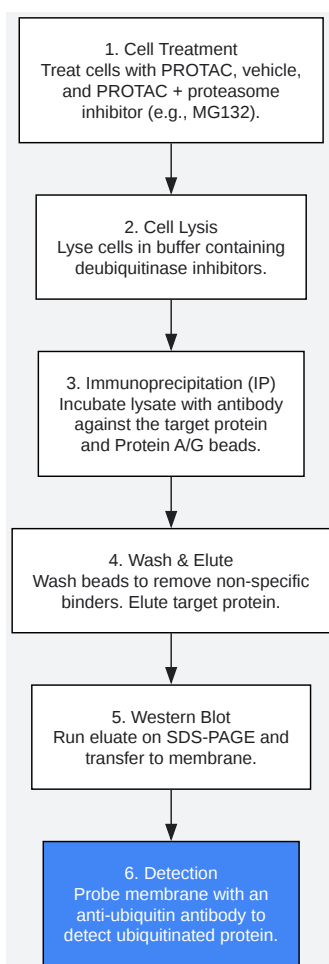 1. Cell Treatment
Treat cells with PROTAC, vehicle,
and PROTAC + proteasome
inhibitor (e.g., MG132).
2. Cell Lysis
Lyse cells in buffer containing
deubiquitinase inhibitors.
3. Immunoprecipitation (IP)
Incubate lysate with antibody
against the target protein
and Protein A/G beads.
4. Wash & Elute
Wash beads to remove non-specific
binders. Elute target protein.
5. Western Blot
Run eluate on SDS-PAGE and
transfer to membrane.
6. Detection
Probe membrane with an
anti-ubiquitin antibody to
detect ubiquitinated protein.